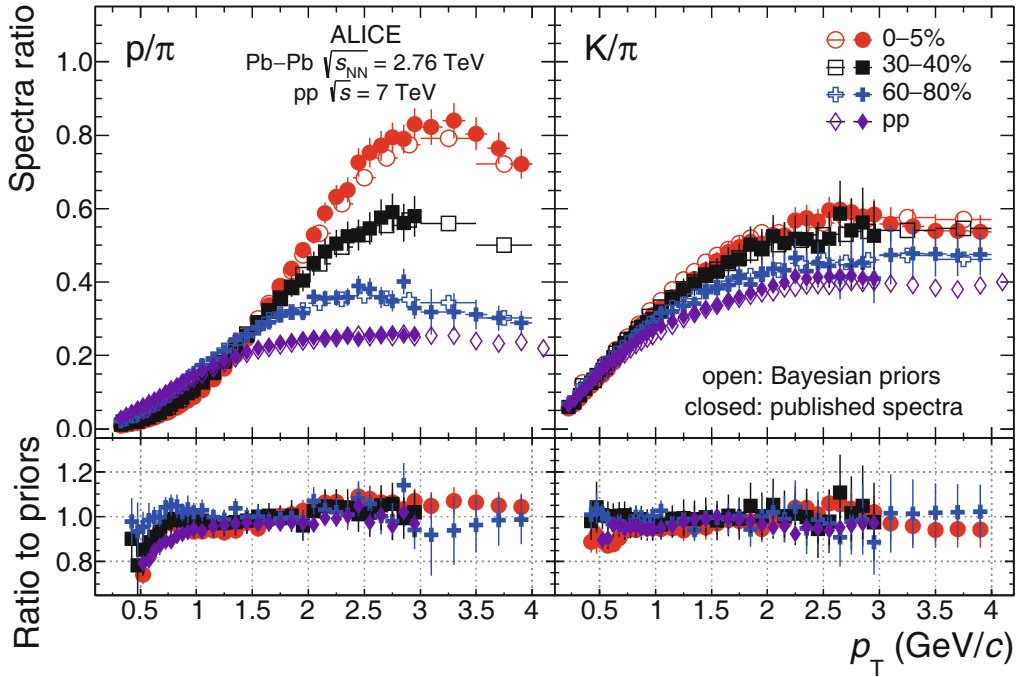 Spectra ratio
p/π
ALICE
Pb–Pb √sNN = 2.76 TeV
pp √s = 7 TeV
K/π
0–5%
30–40%
60–80%
pp
open: Bayesian priors
closed: published spectra
1.0
0.8
0.6
0.4
0.2
0.0
Ratio to priors
1.2
1.0
0.8
0.5 1 1.5 2 2.5 3 3.5 4
0.5 1 1.5 2 2.5 3 3.5 4
pT (GeV/c)